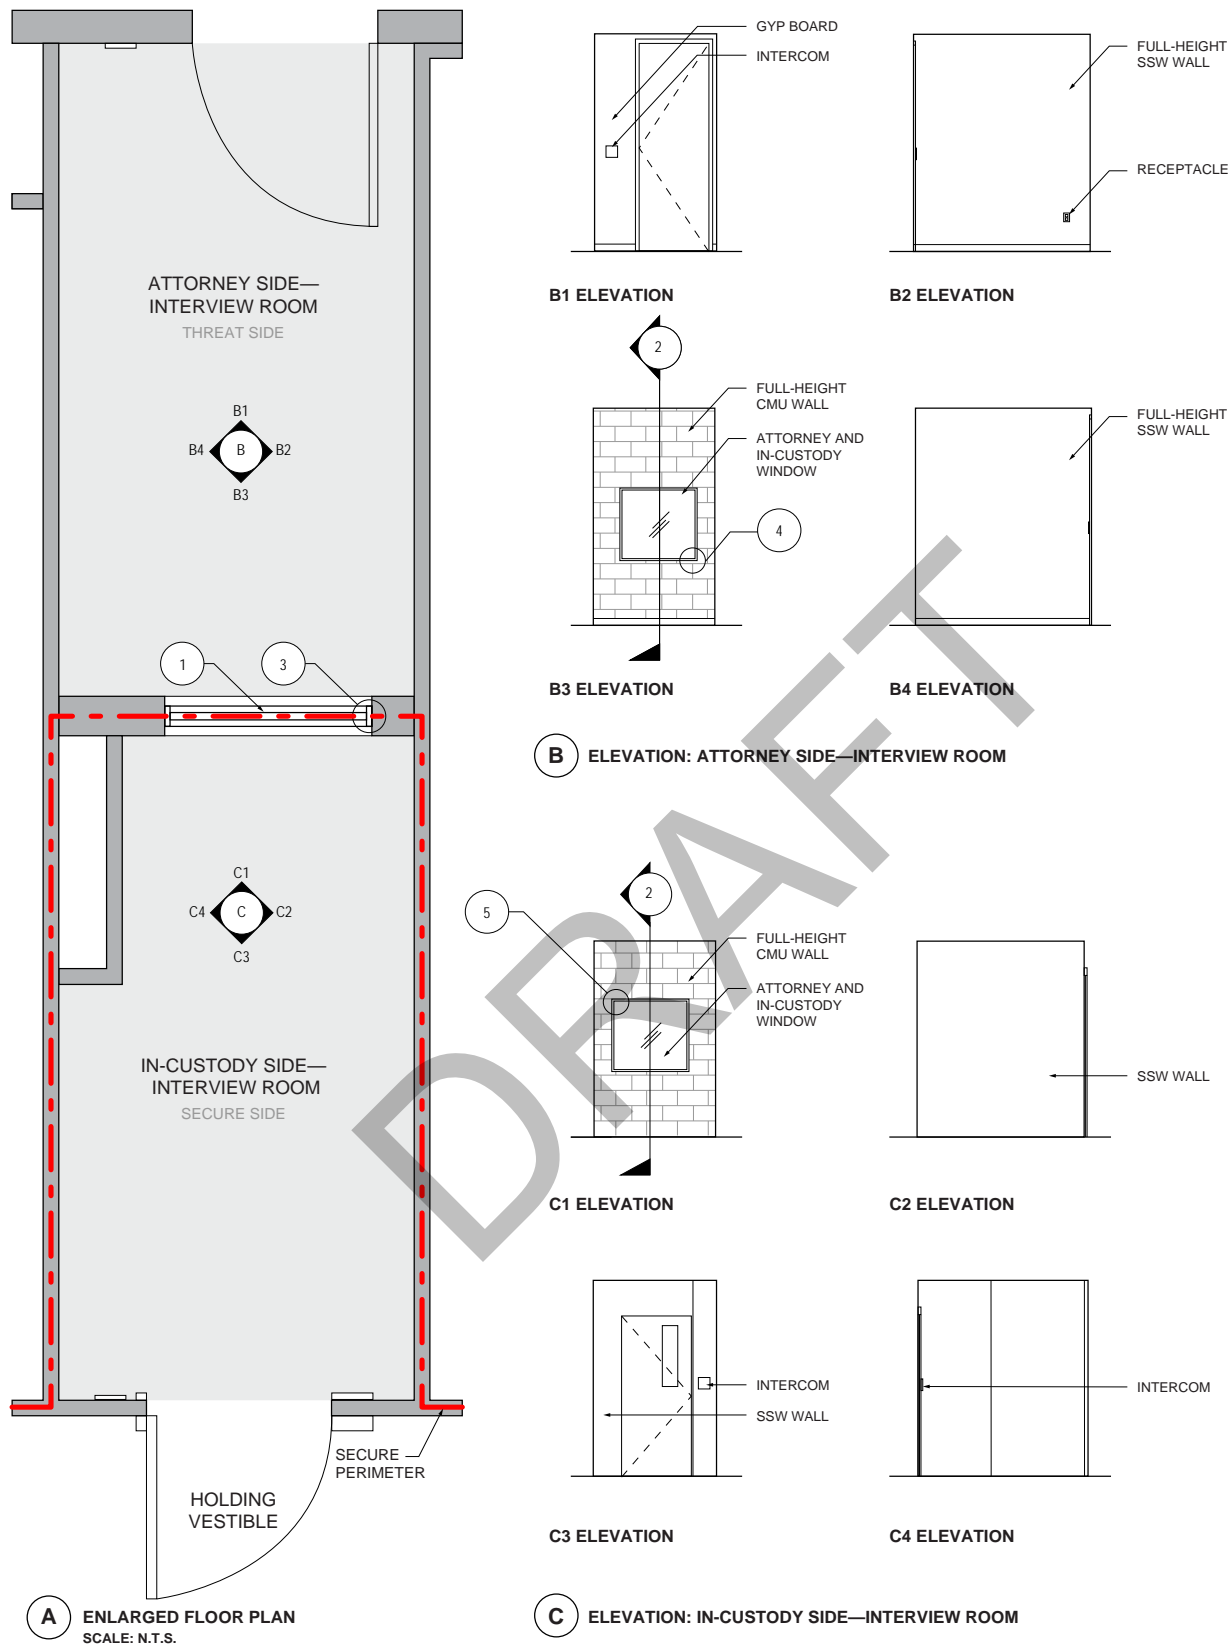 ATTORNEY SIDE—
INTERVIEW ROOM
THREAT SIDE
B1
B4
B
B2
B3
1
3
C1
C4
C
C2
C3
IN-CUSTODY SIDE—
INTERVIEW ROOM
SECURE SIDE
SECURE
PERIMETER
HOLDING
VESTIBLE
A
ENLARGED FLOOR PLAN
SCALE: N.T.S.
GYP BOARD
INTERCOM
B1 ELEVATION
FULL-HEIGHT
SSW WALL
RECEPTACLE
B2 ELEVATION
2
FULL-HEIGHT
CMU WALL
ATTORNEY AND
IN-CUSTODY
WINDOW
4
B3 ELEVATION
FULL-HEIGHT
SSW WALL
B4 ELEVATION
B
ELEVATION: ATTORNEY SIDE—INTERVIEW ROOM
2
5
FULL-HEIGHT
CMU WALL
ATTORNEY AND
IN-CUSTODY
WINDOW
C1 ELEVATION
SSW WALL
C2 ELEVATION
INTERCOM
SSW WALL
C3 ELEVATION
INTERCOM
C4 ELEVATION
C
ELEVATION: IN-CUSTODY SIDE—INTERVIEW ROOM
DRAFT